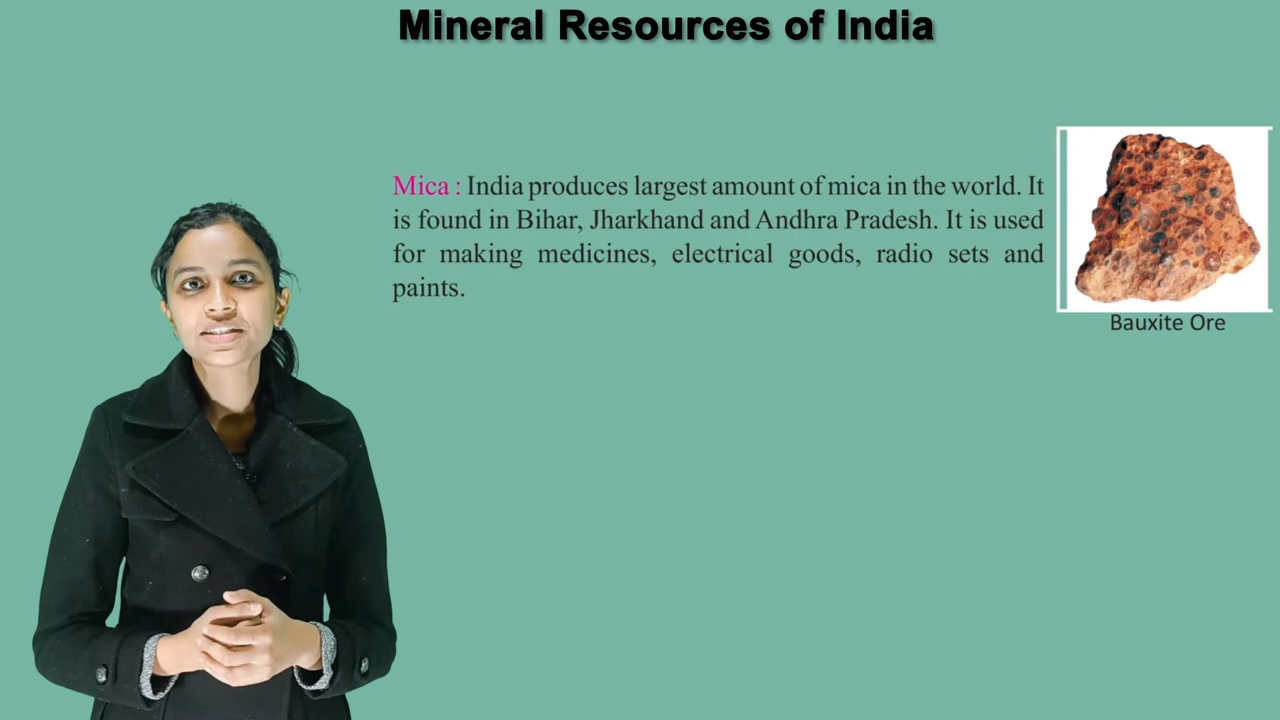 Mineral Resources of India
Mica : India produces largest amount of mica in the world. It
is found in Bihar, Jharkhand and Andhra Pradesh. It is used
for making medicines, electrical goods, radio sets and
paints.
Bauxite Ore